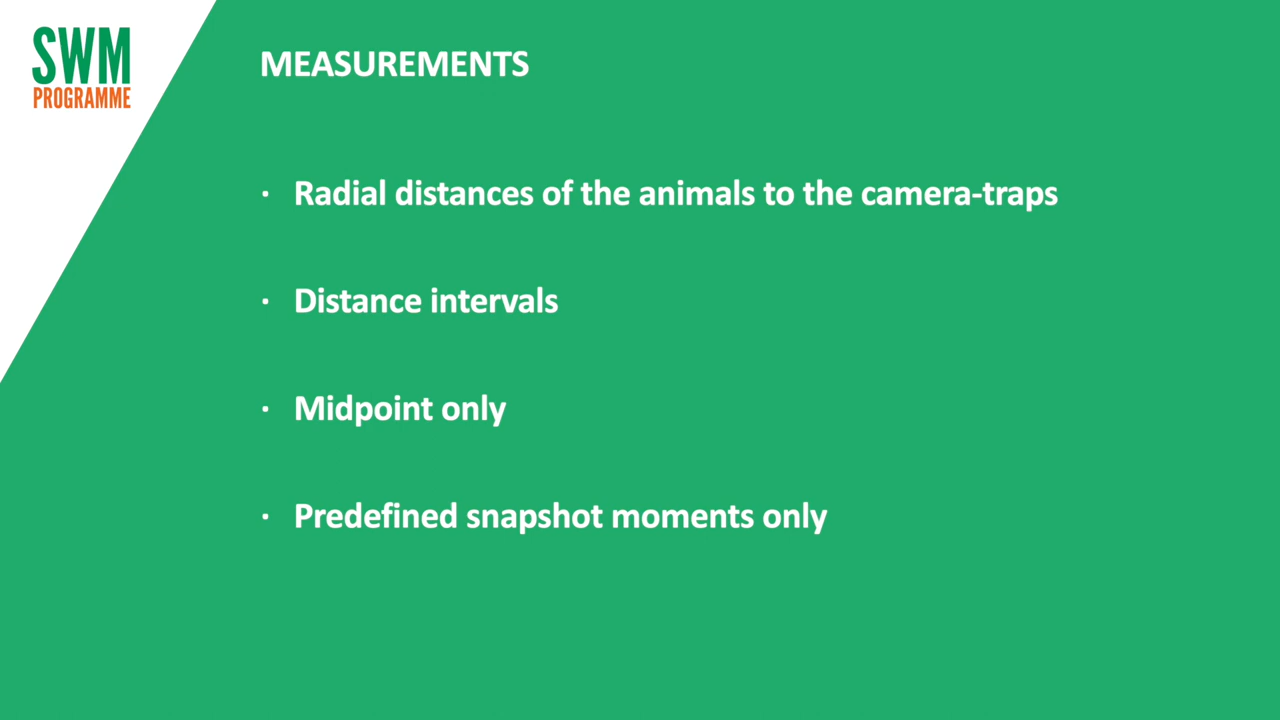 SWM
PROGRAMME
MEASUREMENTS
· Radial distances of the animals to the camera-traps
· Distance intervals
· Midpoint only
· Predefined snapshot moments only